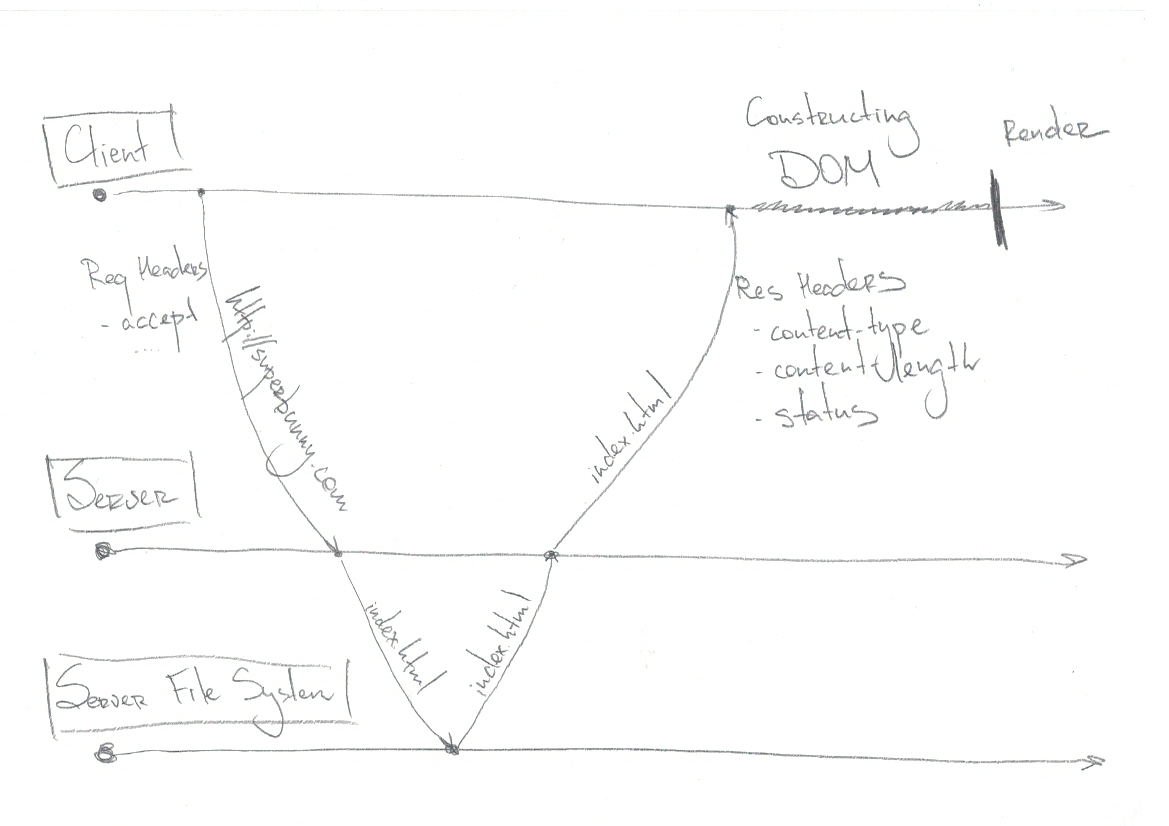 Client
Constructing
DOM
Render
Req Headers
- accept
....
http://superbunny.com
index.html
Res Headers
- content-type
- content-length
- status
Server
index.html
index.html
Server File System